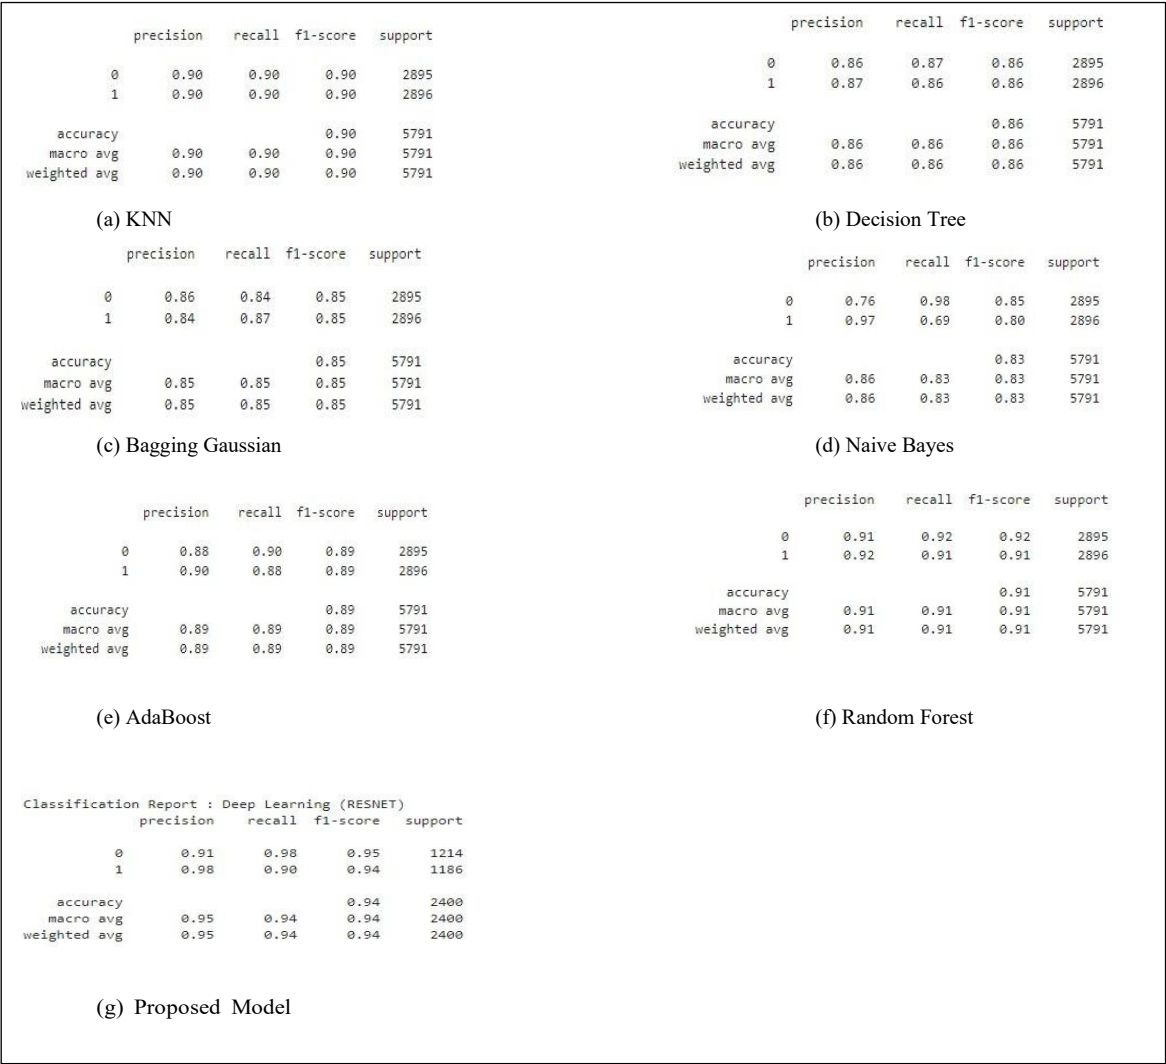 precision recall f1-score support
0 0.90 0.90 0.90 2895
1 0.90 0.90 0.90 2896
accuracy 0.90 5791
macro avg 0.90 0.90 0.90 5791
weighted avg 0.90 0.90 0.90 5791
(a) KNN
precision recall f1-score support
0 0.86 0.87 0.86 2895
1 0.87 0.86 0.86 2896
accuracy 0.86 5791
macro avg 0.86 0.86 0.86 5791
weighted avg 0.86 0.86 0.86 5791
(b) Decision Tree
precision recall f1-score support
0 0.86 0.84 0.85 2895
1 0.84 0.87 0.85 2896
accuracy 0.85 5791
macro avg 0.85 0.85 0.85 5791
weighted avg 0.85 0.85 0.85 5791
(c) Bagging Gaussian
precision recall f1-score support
0 0.76 0.98 0.85 2895
1 0.97 0.69 0.80 2896
accuracy 0.83 5791
macro avg 0.86 0.83 0.83 5791
weighted avg 0.86 0.83 0.83 5791
(d) Naive Bayes
precision recall f1-score support
0 0.88 0.90 0.89 2895
1 0.90 0.88 0.89 2896
accuracy 0.89 5791
macro avg 0.89 0.89 0.89 5791
weighted avg 0.89 0.89 0.89 5791
(e) AdaBoost
precision recall f1-score support
0 0.91 0.92 0.92 2895
1 0.92 0.91 0.91 2896
accuracy 0.91 5791
macro avg 0.91 0.91 0.91 5791
weighted avg 0.91 0.91 0.91 5791
(f) Random Forest
Classification Report : Deep Learning (RESNET)
precision recall f1-score support
0 0.91 0.98 0.95 1214
1 0.98 0.90 0.94 1186
accuracy 0.94 2400
macro avg 0.95 0.94 0.94 2400
weighted avg 0.95 0.94 0.94 2400
(g) Proposed Model